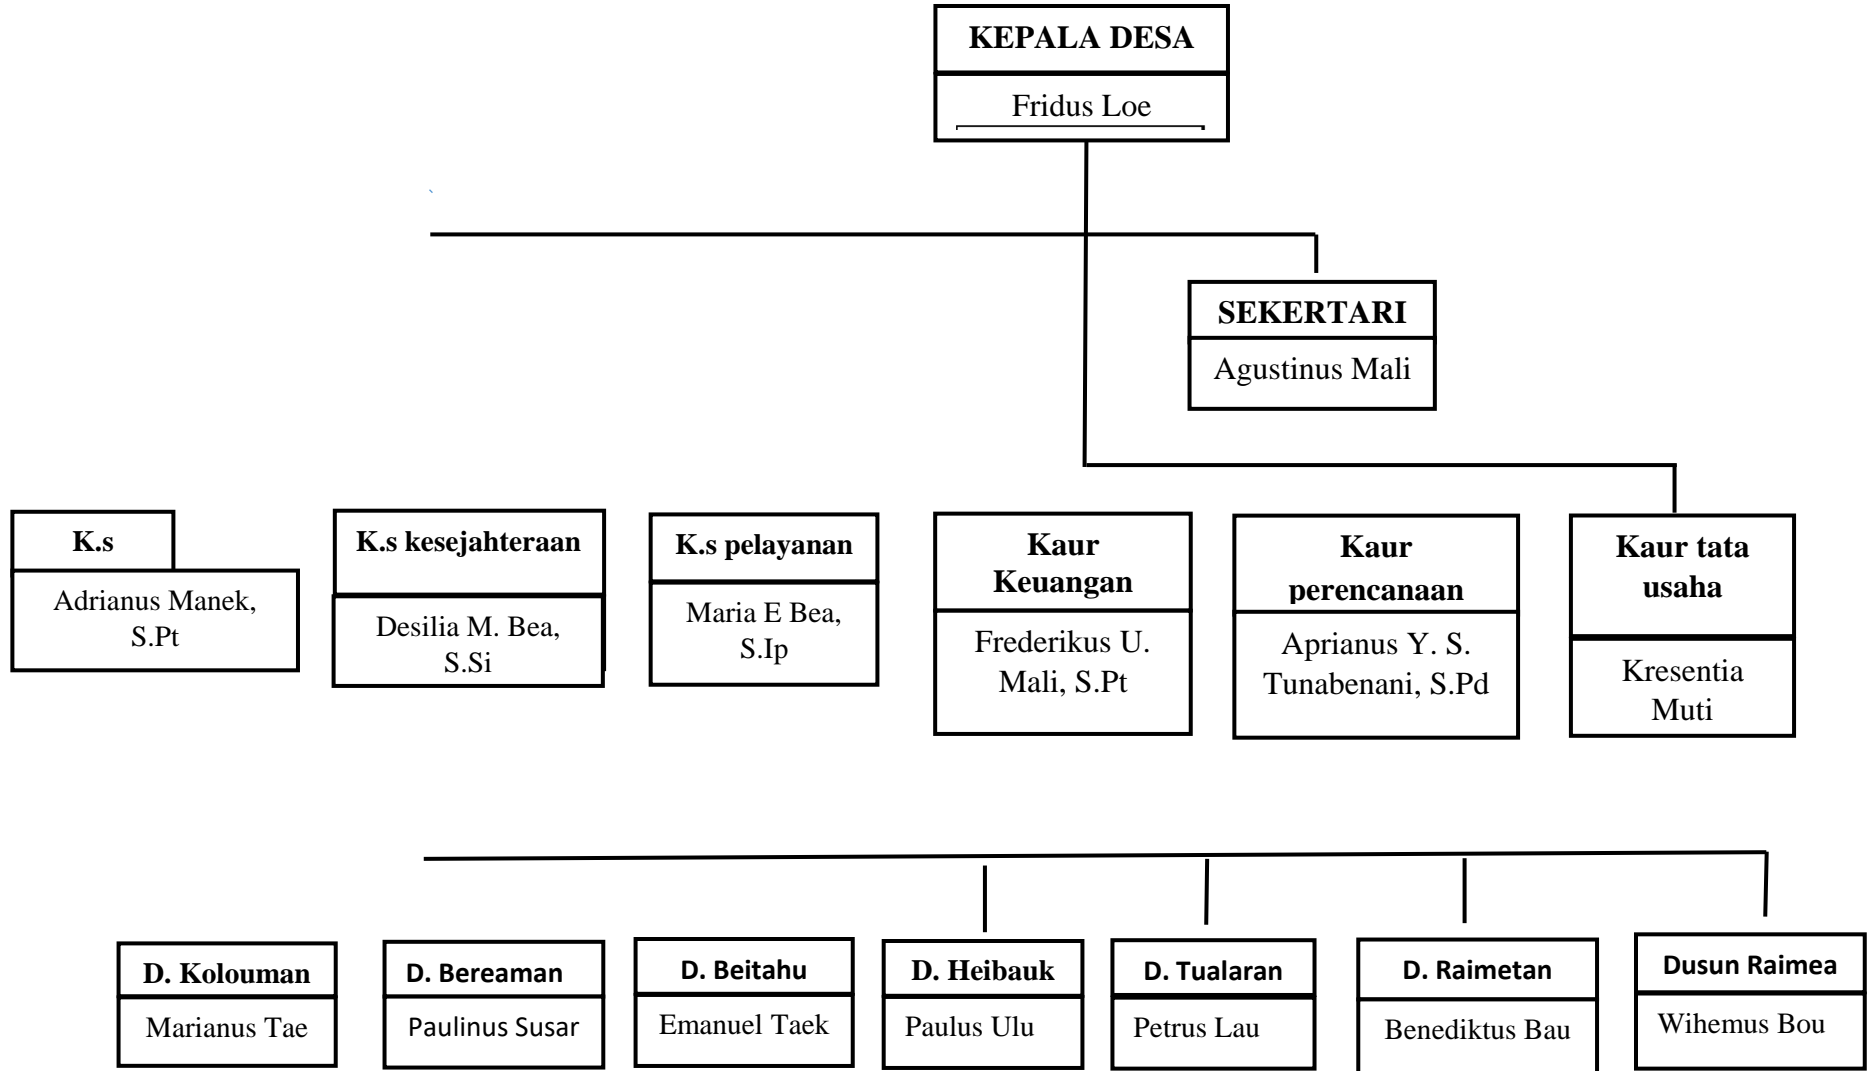 KEPALA DESA
Fridus Loe
SEKERTARI
Agustinus Mali
K.s
Adrianus Manek,
S.Pt
K.s kesejahteraan
Desilia M. Bea,
S.Si
K.s pelayanan
Maria E Bea,
S.Ip
Kaur
Keuangan
Frederikus U.
Mali, S.Pt
Kaur
perencanaan
Aprianus Y. S.
Tunabenani, S.Pd
Kaur tata
usaha
Kresentia
Muti
D. Kolouman
Marianus Tae
D. Bereaman
Paulinus Susar
D. Beitahu
Emanuel Taek
D. Heibauk
Paulus Ulu
D. Tualaran
Petrus Lau
D. Raimetan
Benediktus Bau
Dusun Raimea
Wihemus Bou